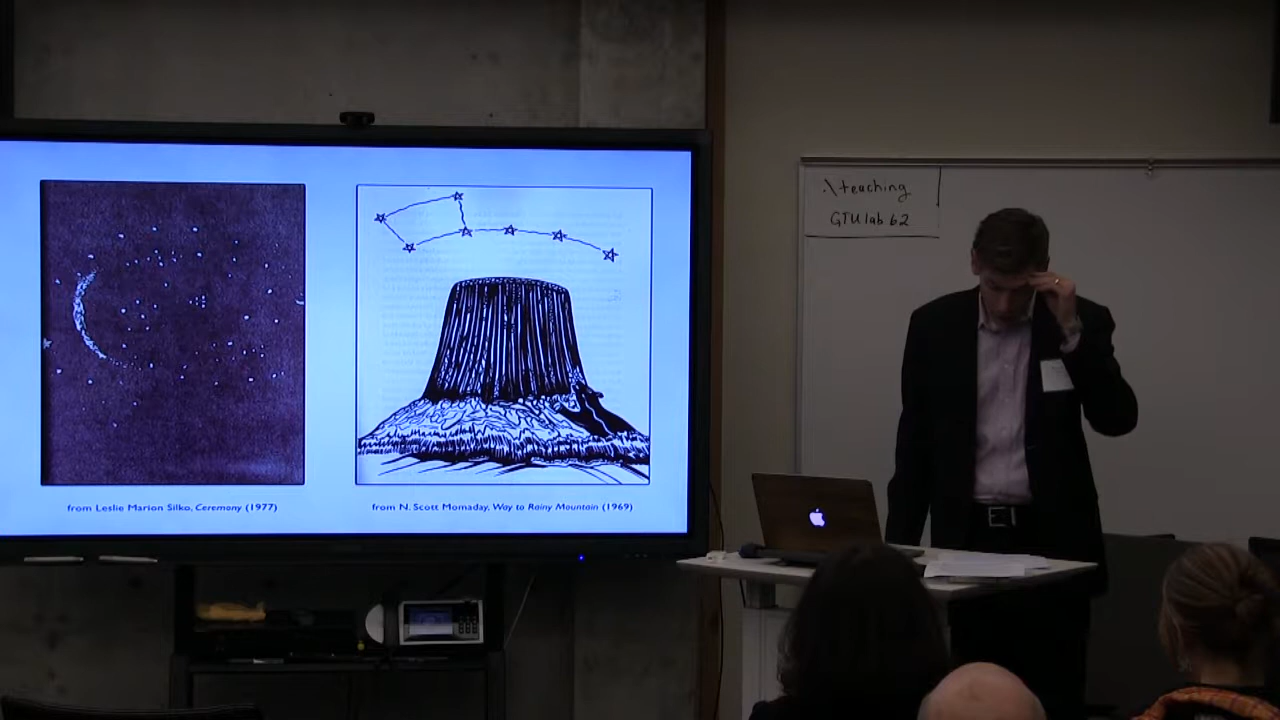 from Leslie Marion Silko, Ceremony (1977)
from N. Scott Momaday, Way to Rainy Mountain (1969)
.\teaching
GTU lab 62